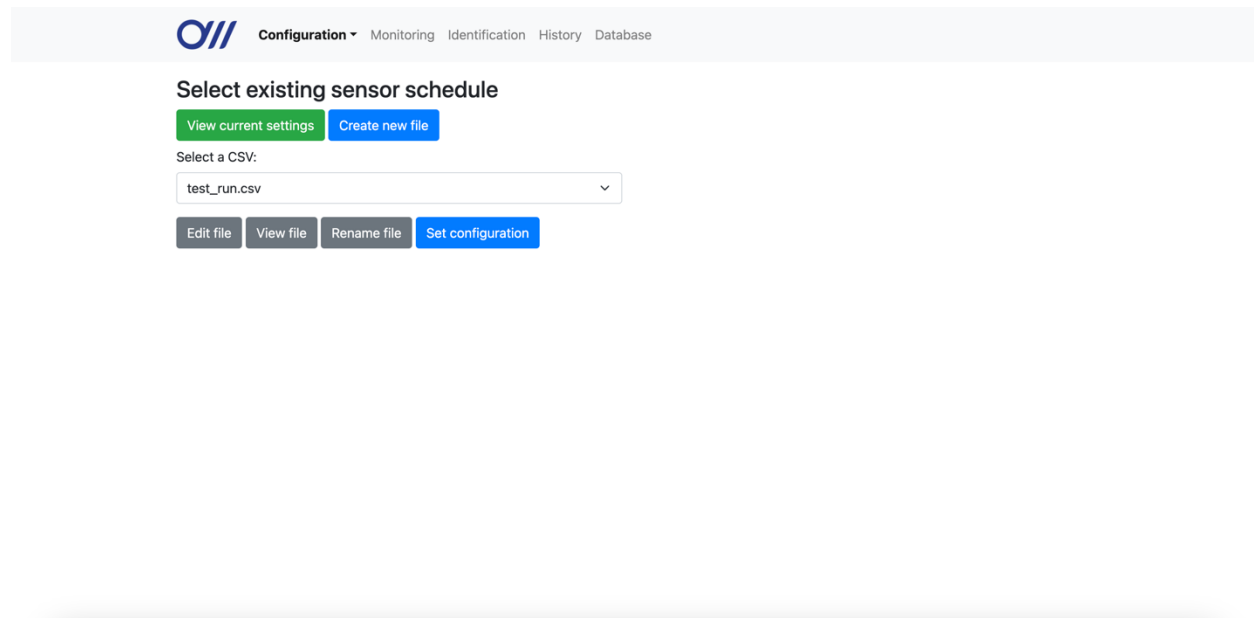 Configuration Monitoring Identification History Database
Select existing sensor schedule
View current settings Create new file
Select a CSV:
test_run.csv
Edit file View file Rename file Set configuration